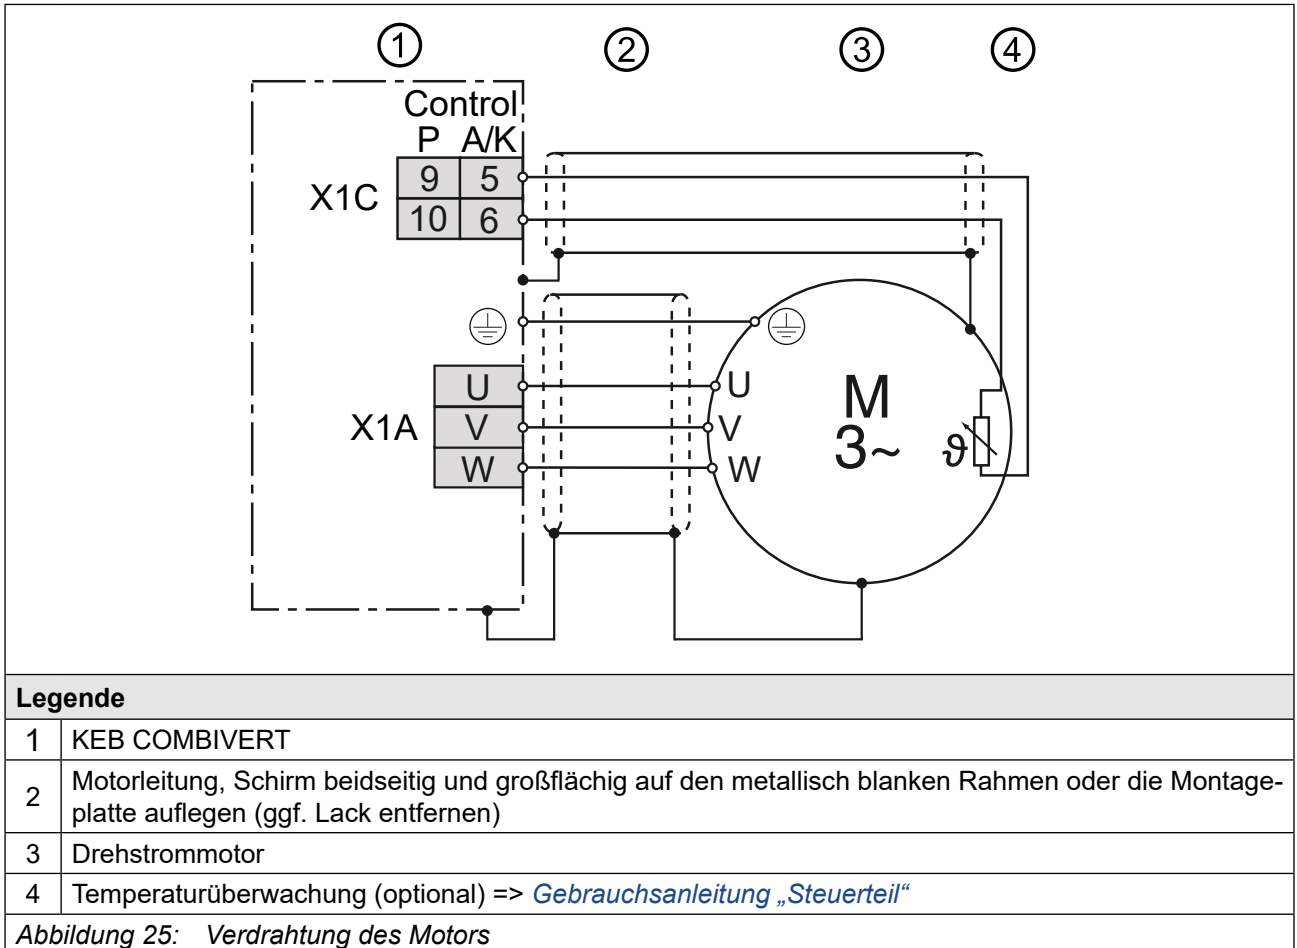 1 2 3 4
Control
P A/K
X1C 9 5
10 6
U U
X1A V V
W W
M
3~
ϑ
Legende
1 KEB COMBIVERT
2 Motorleitung, Schirm beidseitig und großflächig auf den metallisch blanken Rahmen oder die Montage-
platte auflegen (ggf. Lack entfernen)
3 Drehstrommotor
4 Temperaturüberwachung (optional) => Gebrauchsanleitung „Steuerteil“
Abbildung 25: Verdrahtung des Motors